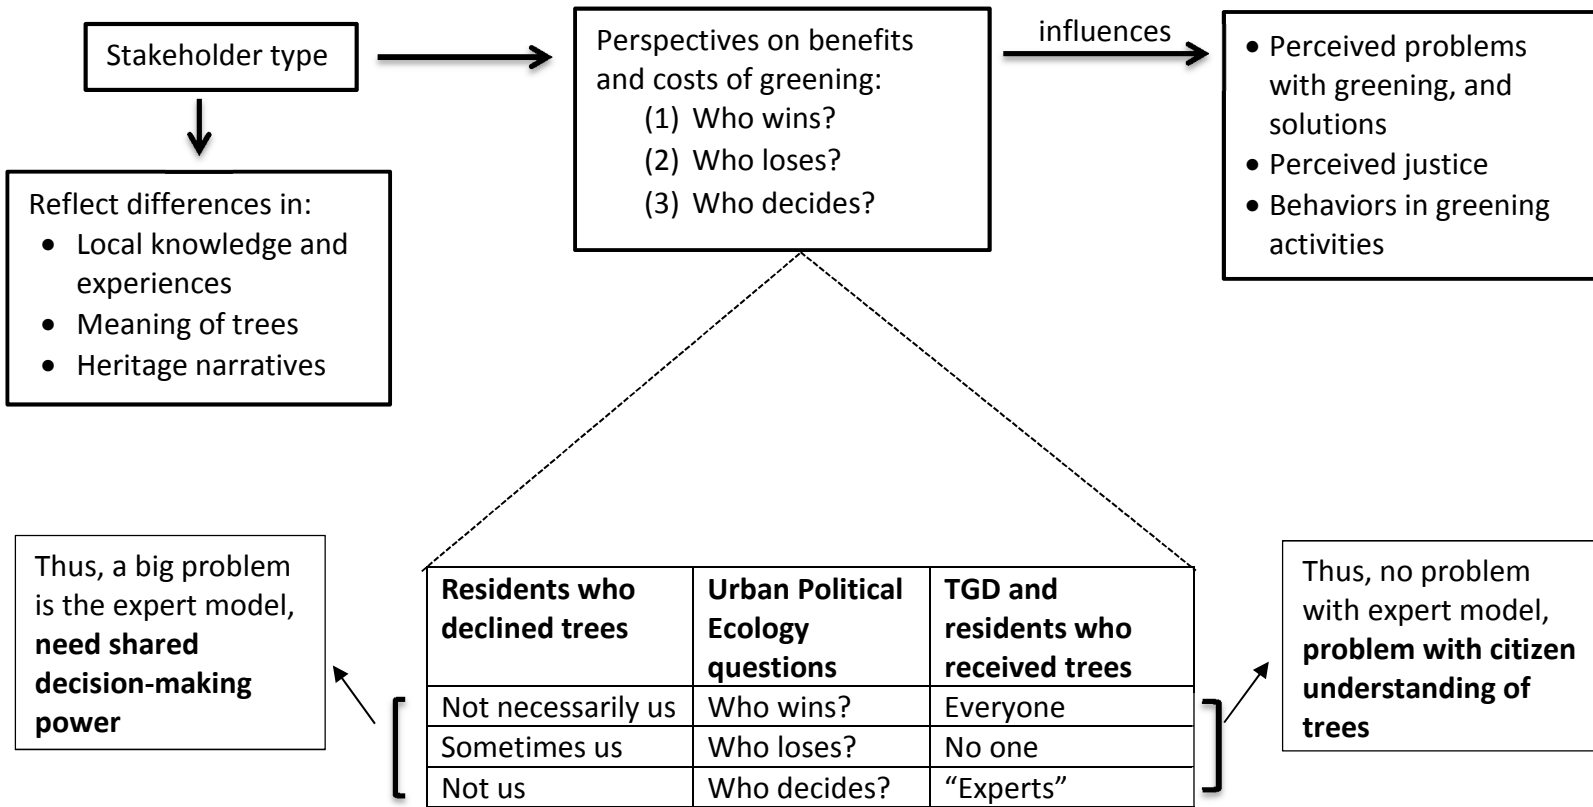 Stakeholder type
Perspectives on benefits
and costs of greening:
(1) Who wins?
(2) Who loses?
(3) Who decides?
influences
• Perceived problems
with greening, and
solutions
• Perceived justice
• Behaviors in greening
activities
Reflect differences in:
• Local knowledge and
experiences
• Meaning of trees
• Heritage narratives
Thus, a big problem
is the expert model,
need shared
decision-making
power
Residents who
declined trees
Urban Political
Ecology
questions
TGD and
residents who
received trees
Not necessarily us
Who wins?
Everyone
Sometimes us
Who loses?
No one
Not us
Who decides?
“Experts”
Thus, no problem
with expert model,
problem with citizen
understanding of
trees